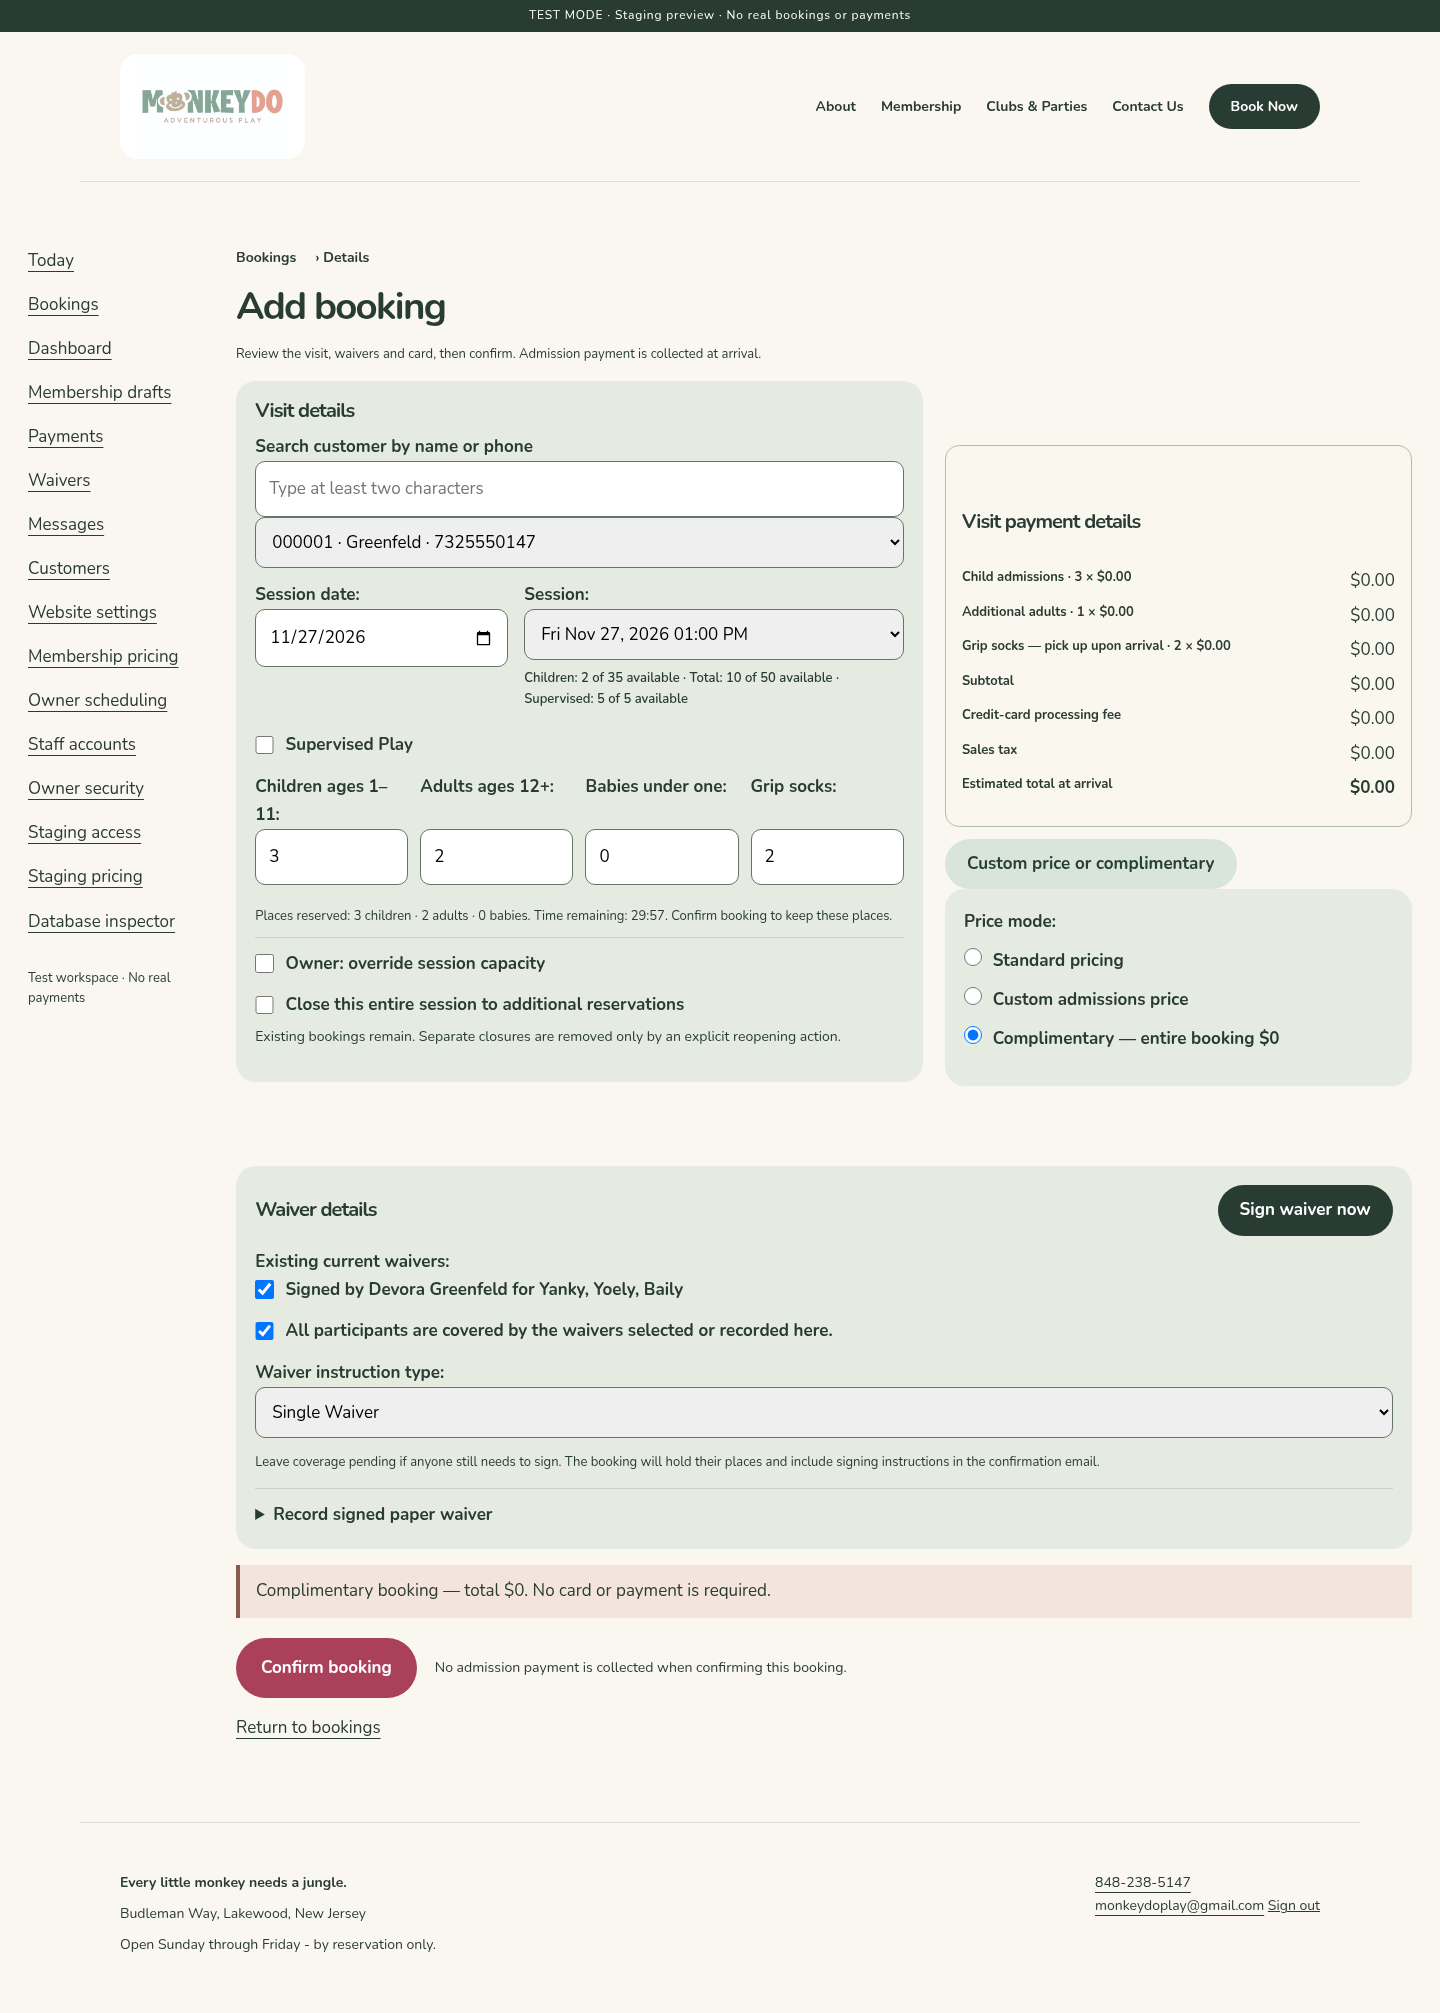 TEST MODE · Staging preview · No real bookings or payments
MONKEYDO
ADVENTUROUS PLAY
About
Membership
Clubs & Parties
Contact Us
Book Now
Today
Bookings
Dashboard
Membership drafts
Payments
Waivers
Messages
Customers
Website settings
Membership pricing
Owner scheduling
Staff accounts
Owner security
Staging access
Staging pricing
Database inspector
Test workspace · No real
payments
Bookings › Details
Add booking
Review the visit, waivers and card, then confirm. Admission payment is collected at arrival.
Visit details
Search customer by name or phone
Type at least two characters
000001 · Greenfeld · 7325550147
Session date:
11/27/2026
Session:
Fri Nov 27, 2026 01:00 PM
Children: 2 of 35 available · Total: 10 of 50 available ·
Supervised: 5 of 5 available
Supervised Play
Children ages 1–
11:
3
Adults ages 12+:
2
Babies under one:
0
Grip socks:
2
Places reserved: 3 children · 2 adults · 0 babies. Time remaining: 29:57. Confirm booking to keep these places.
Owner: override session capacity
Close this entire session to additional reservations
Existing bookings remain. Separate closures are removed only by an explicit reopening action.
Visit payment details
Child admissions · 3 × $0.00 $0.00
Additional adults · 1 × $0.00 $0.00
Grip socks — pick up upon arrival · 2 × $0.00 $0.00
Subtotal $0.00
Credit-card processing fee $0.00
Sales tax $0.00
Estimated total at arrival $0.00
Custom price or complimentary
Price mode:
Standard pricing
Custom admissions price
Complimentary — entire booking $0
Waiver details
Sign waiver now
Existing current waivers:
Signed by Devora Greenfeld for Yanky, Yoely, Baily
All participants are covered by the waivers selected or recorded here.
Waiver instruction type:
Single Waiver
Leave coverage pending if anyone still needs to sign. The booking will hold their places and include signing instructions in the confirmation email.
Record signed paper waiver
Complimentary booking — total $0. No card or payment is required.
Confirm booking
No admission payment is collected when confirming this booking.
Return to bookings
Every little monkey needs a jungle.
Budleman Way, Lakewood, New Jersey
Open Sunday through Friday - by reservation only.
848-238-5147
monkeydoplay@gmail.com Sign out